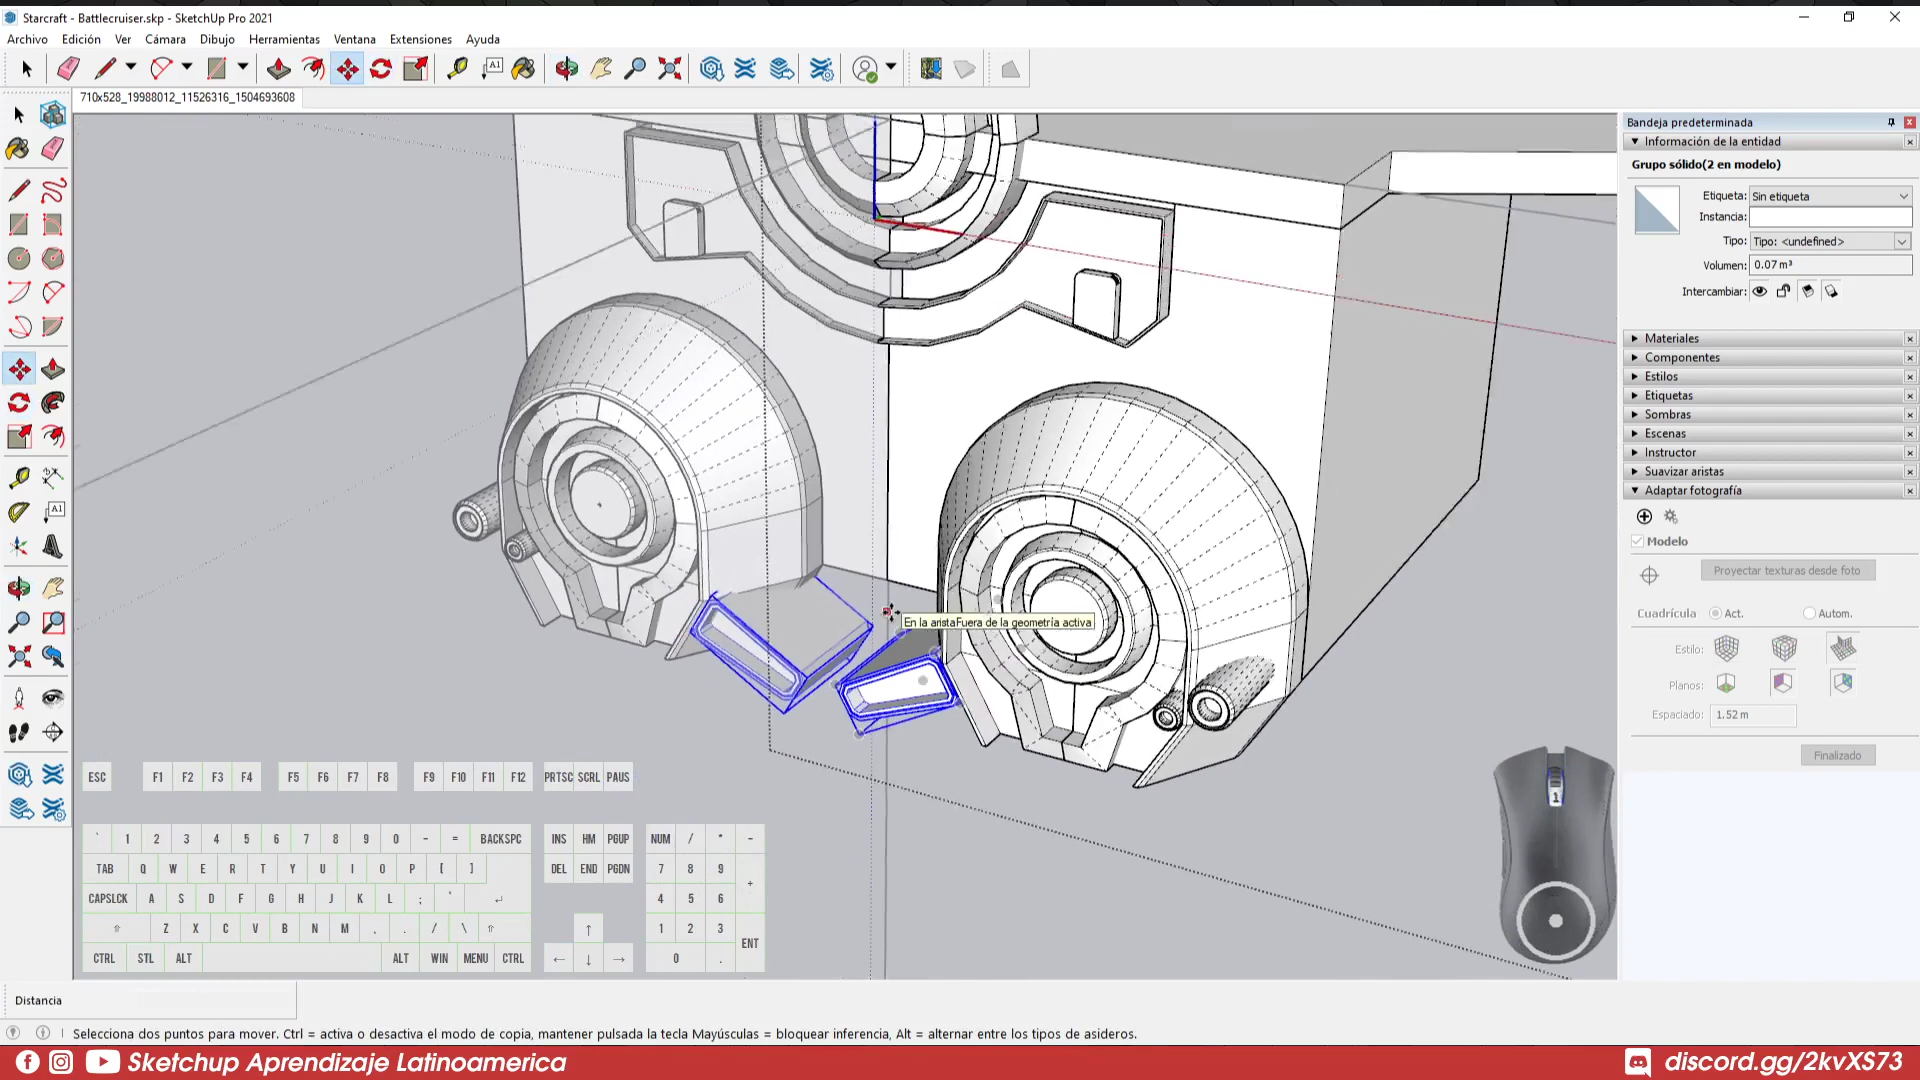 Starcraft - Battlecruiser.skp - SketchUp Pro 2021
Archivo Edición Ver Cámara Dibujo Herramientas Ventana Extensiones Ayuda
A1
710x528_19988012_11526316_1504693608
Bandeja predeterminada
Información de la entidad
Grupo sólido(2 en modelo)
Etiqueta: Sin etiqueta
Instancia:
Tipo: Tipo: <undefined>
Volumen: 0.07 m³
Intercambiar:
Materiales
Componentes
Estilos
Etiquetas
Sombras
Escenas
Instructor
Suavizar aristas
Adaptar fotografía
Modelo
Proyectar texturas desde foto
Cuadrícula Act. Autom.
Estilo:
Planos:
Espaciado: 1.52 m
Finalizado
A1
En la aristaFuera de la geometría activa
ESC F1 F2 F3 F4 F5 F6 F7 F8 F9 F10 F11 F12 PRTSC SCRL PAUS
` 1 2 3 4 5 6 7 8 9 0 - = BACKSPC INS HM PGUP NUM / * -
TAB Q W E R T Y U I O P [ ] DEL END PGDN 7 8 9 +
CAPSLCK A S D F G H J K L ; ' ↵ 4 5 6
⇧ Z X C V B N M , . / \ ⇧ ↑ 1 2 3 ENT
CTRL STL ALT ALT WIN MENU CTRL ← ↓ → 0 .
1
Distancia
Selecciona dos puntos para mover. Ctrl = activa o desactiva el modo de copia, mantener pulsada la tecla Mayúsculas = bloquear inferencia, Alt = alternar entre los tipos de asideros.
Sketchup Aprendizaje Latinoamerica
discord.gg/2kvXS73